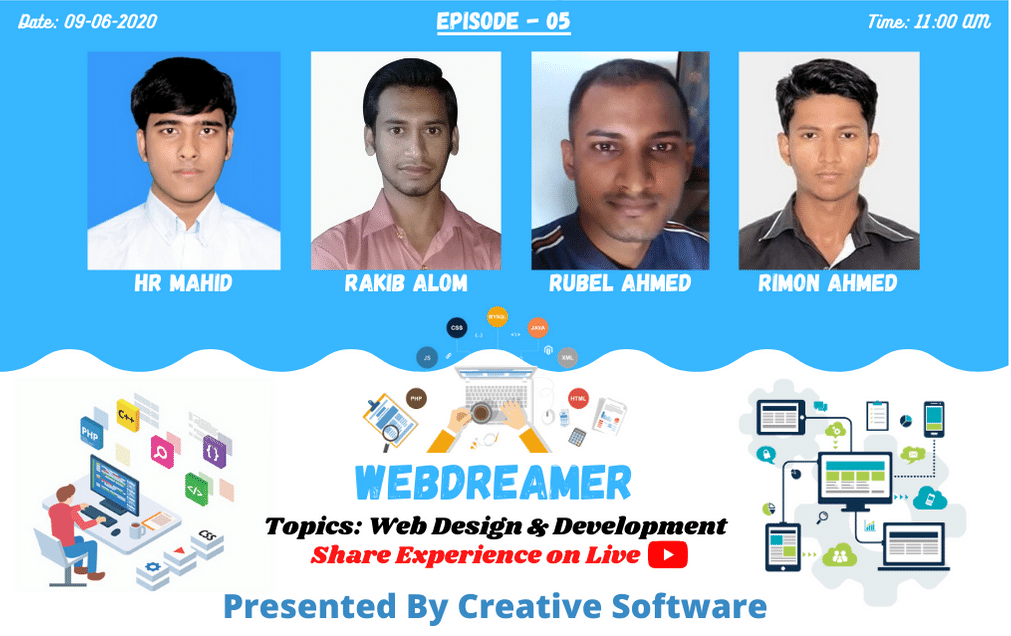 Date: 09-06-2020
EPISODE - 05
Time: 11:00 AM
HR MAHID
RAKIB ALOM
RUBEL AHMED
RIMON AHMED
MYSQL
CSS
JAVA
JS
XML
PHP
HTML
C++
PHP
{ }
</>
CSS
WEBDREAMER
Topics: Web Design & Development
Share Experience on Live
Presented By Creative Software